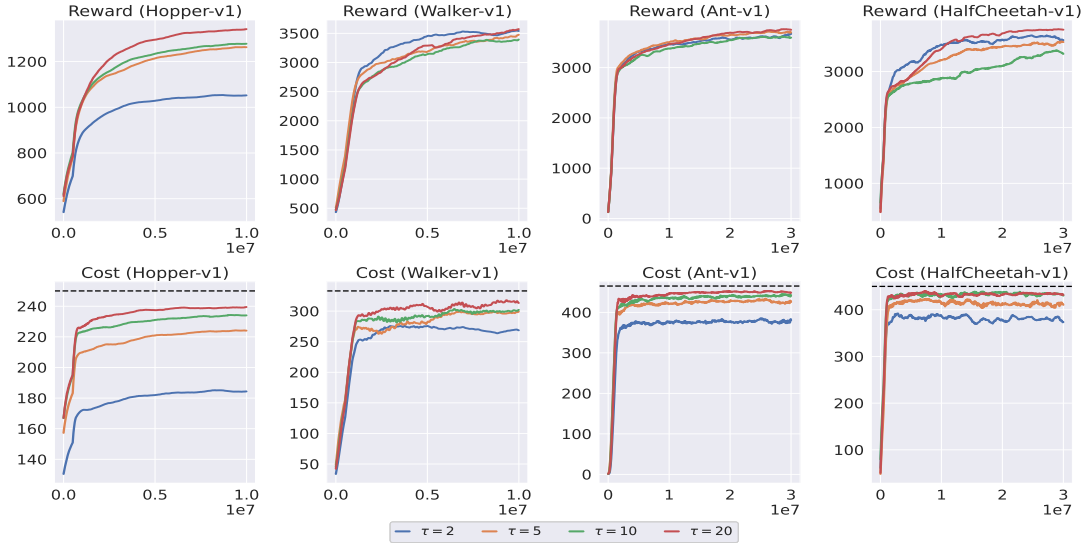 Reward (Hopper-v1)
600
800
1000
1200
0.0 0.5 1.0
1e7
Reward (Walker-v1)
500
1000
1500
2000
2500
3000
3500
0.0 0.5 1.0
1e7
Reward (Ant-v1)
0
1000
2000
3000
0 1 2 3
1e7
Reward (HalfCheetah-v1)
1000
2000
3000
0 1 2 3
1e7
Cost (Hopper-v1)
140
160
180
200
220
240
0.0 0.5 1.0
1e7
Cost (Walker-v1)
50
100
150
200
250
300
0.0 0.5 1.0
1e7
Cost (Ant-v1)
0
100
200
300
400
0 1 2 3
1e7
Cost (HalfCheetah-v1)
100
200
300
400
0 1 2 3
1e7
τ = 2 τ = 5 τ = 10 τ = 20